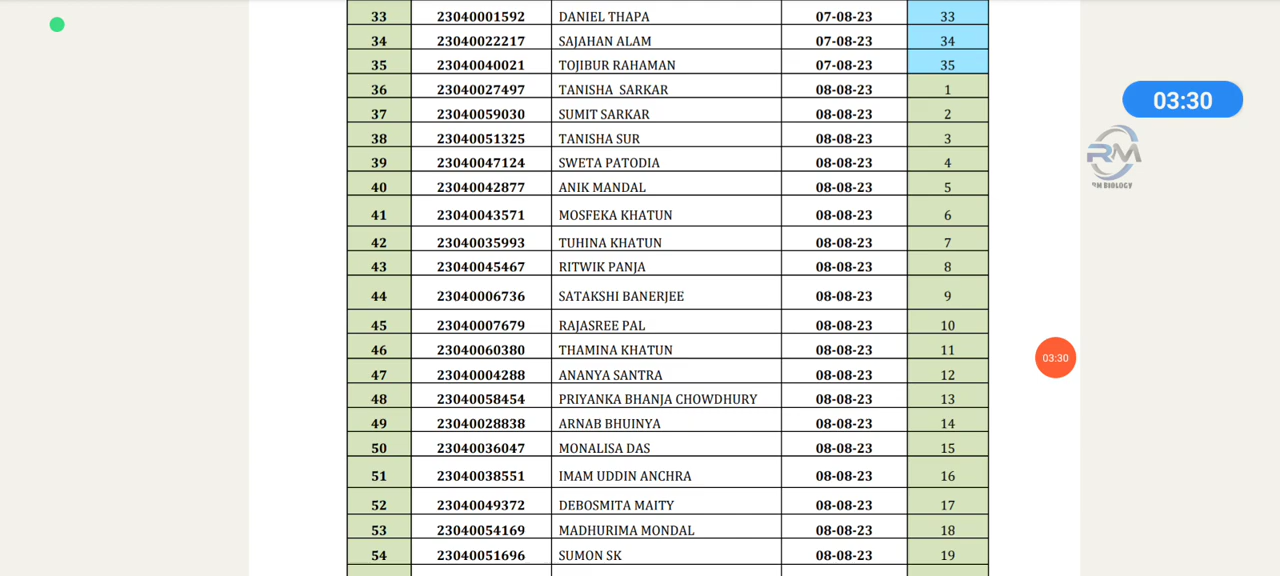 33 23040001592 DANIEL THAPA 07-08-23 33
34 23040022217 SAJAHAN ALAM 07-08-23 34
35 23040040021 TOJIBUR RAHAMAN 07-08-23 35
36 23040027497 TANISHA SARKAR 08-08-23 1
37 23040059030 SUMIT SARKAR 08-08-23 2
38 23040051325 TANISHA SUR 08-08-23 3
39 23040047124 SWETA PATODIA 08-08-23 4
40 23040042877 ANIK MANDAL 08-08-23 5
41 23040043571 MOSFEKA KHATUN 08-08-23 6
42 23040035993 TUHINA KHATUN 08-08-23 7
43 23040045467 RITWIK PANJA 08-08-23 8
44 23040006736 SATAKSHI BANERJEE 08-08-23 9
45 23040007679 RAJASREE PAL 08-08-23 10
46 23040060380 THAMINA KHATUN 08-08-23 11
47 23040004288 ANANYA SANTRA 08-08-23 12
48 23040058454 PRIYANKA BHANJA CHOWDHURY 08-08-23 13
49 23040028838 ARNAB BHUINYA 08-08-23 14
50 23040036047 MONALISA DAS 08-08-23 15
51 23040038551 IMAM UDDIN ANCHRA 08-08-23 16
52 23040049372 DEBOSMITA MAITY 08-08-23 17
53 23040054169 MADHURIMA MONDAL 08-08-23 18
54 23040051696 SUMON SK 08-08-23 19
03:30
RM
RM BIOLOGY
03:30